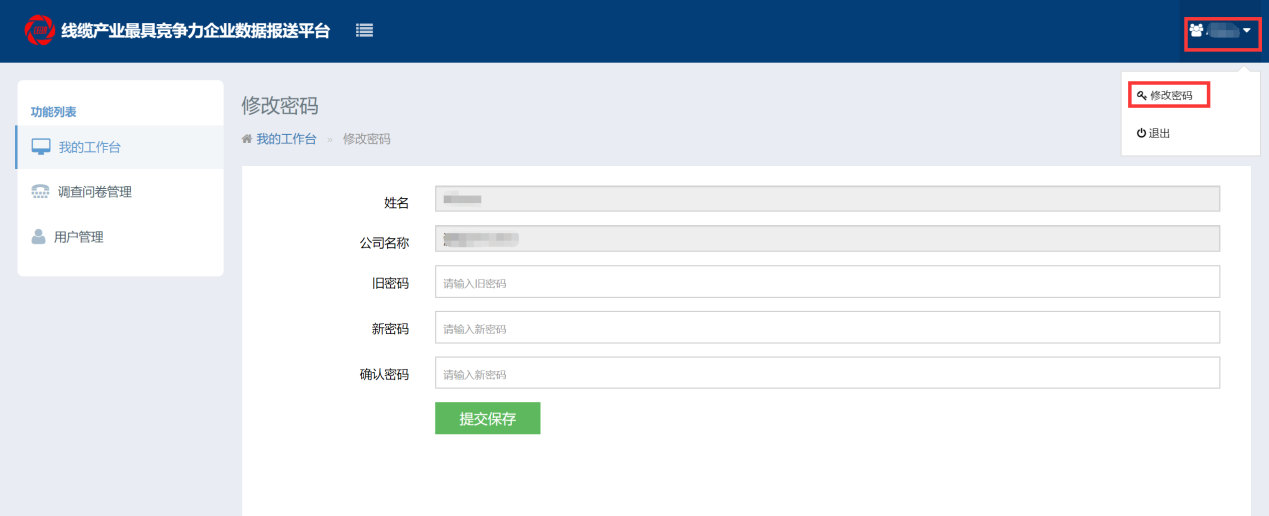 线缆产业最具竞争力企业数据报送平台
功能列表
我的工作台
调查问卷管理
用户管理
修改密码
我的工作台 » 修改密码
修改密码
退出
姓名
公司名称
旧密码 请输入旧密码
新密码 请输入新密码
确认密码 请输入新密码
提交保存